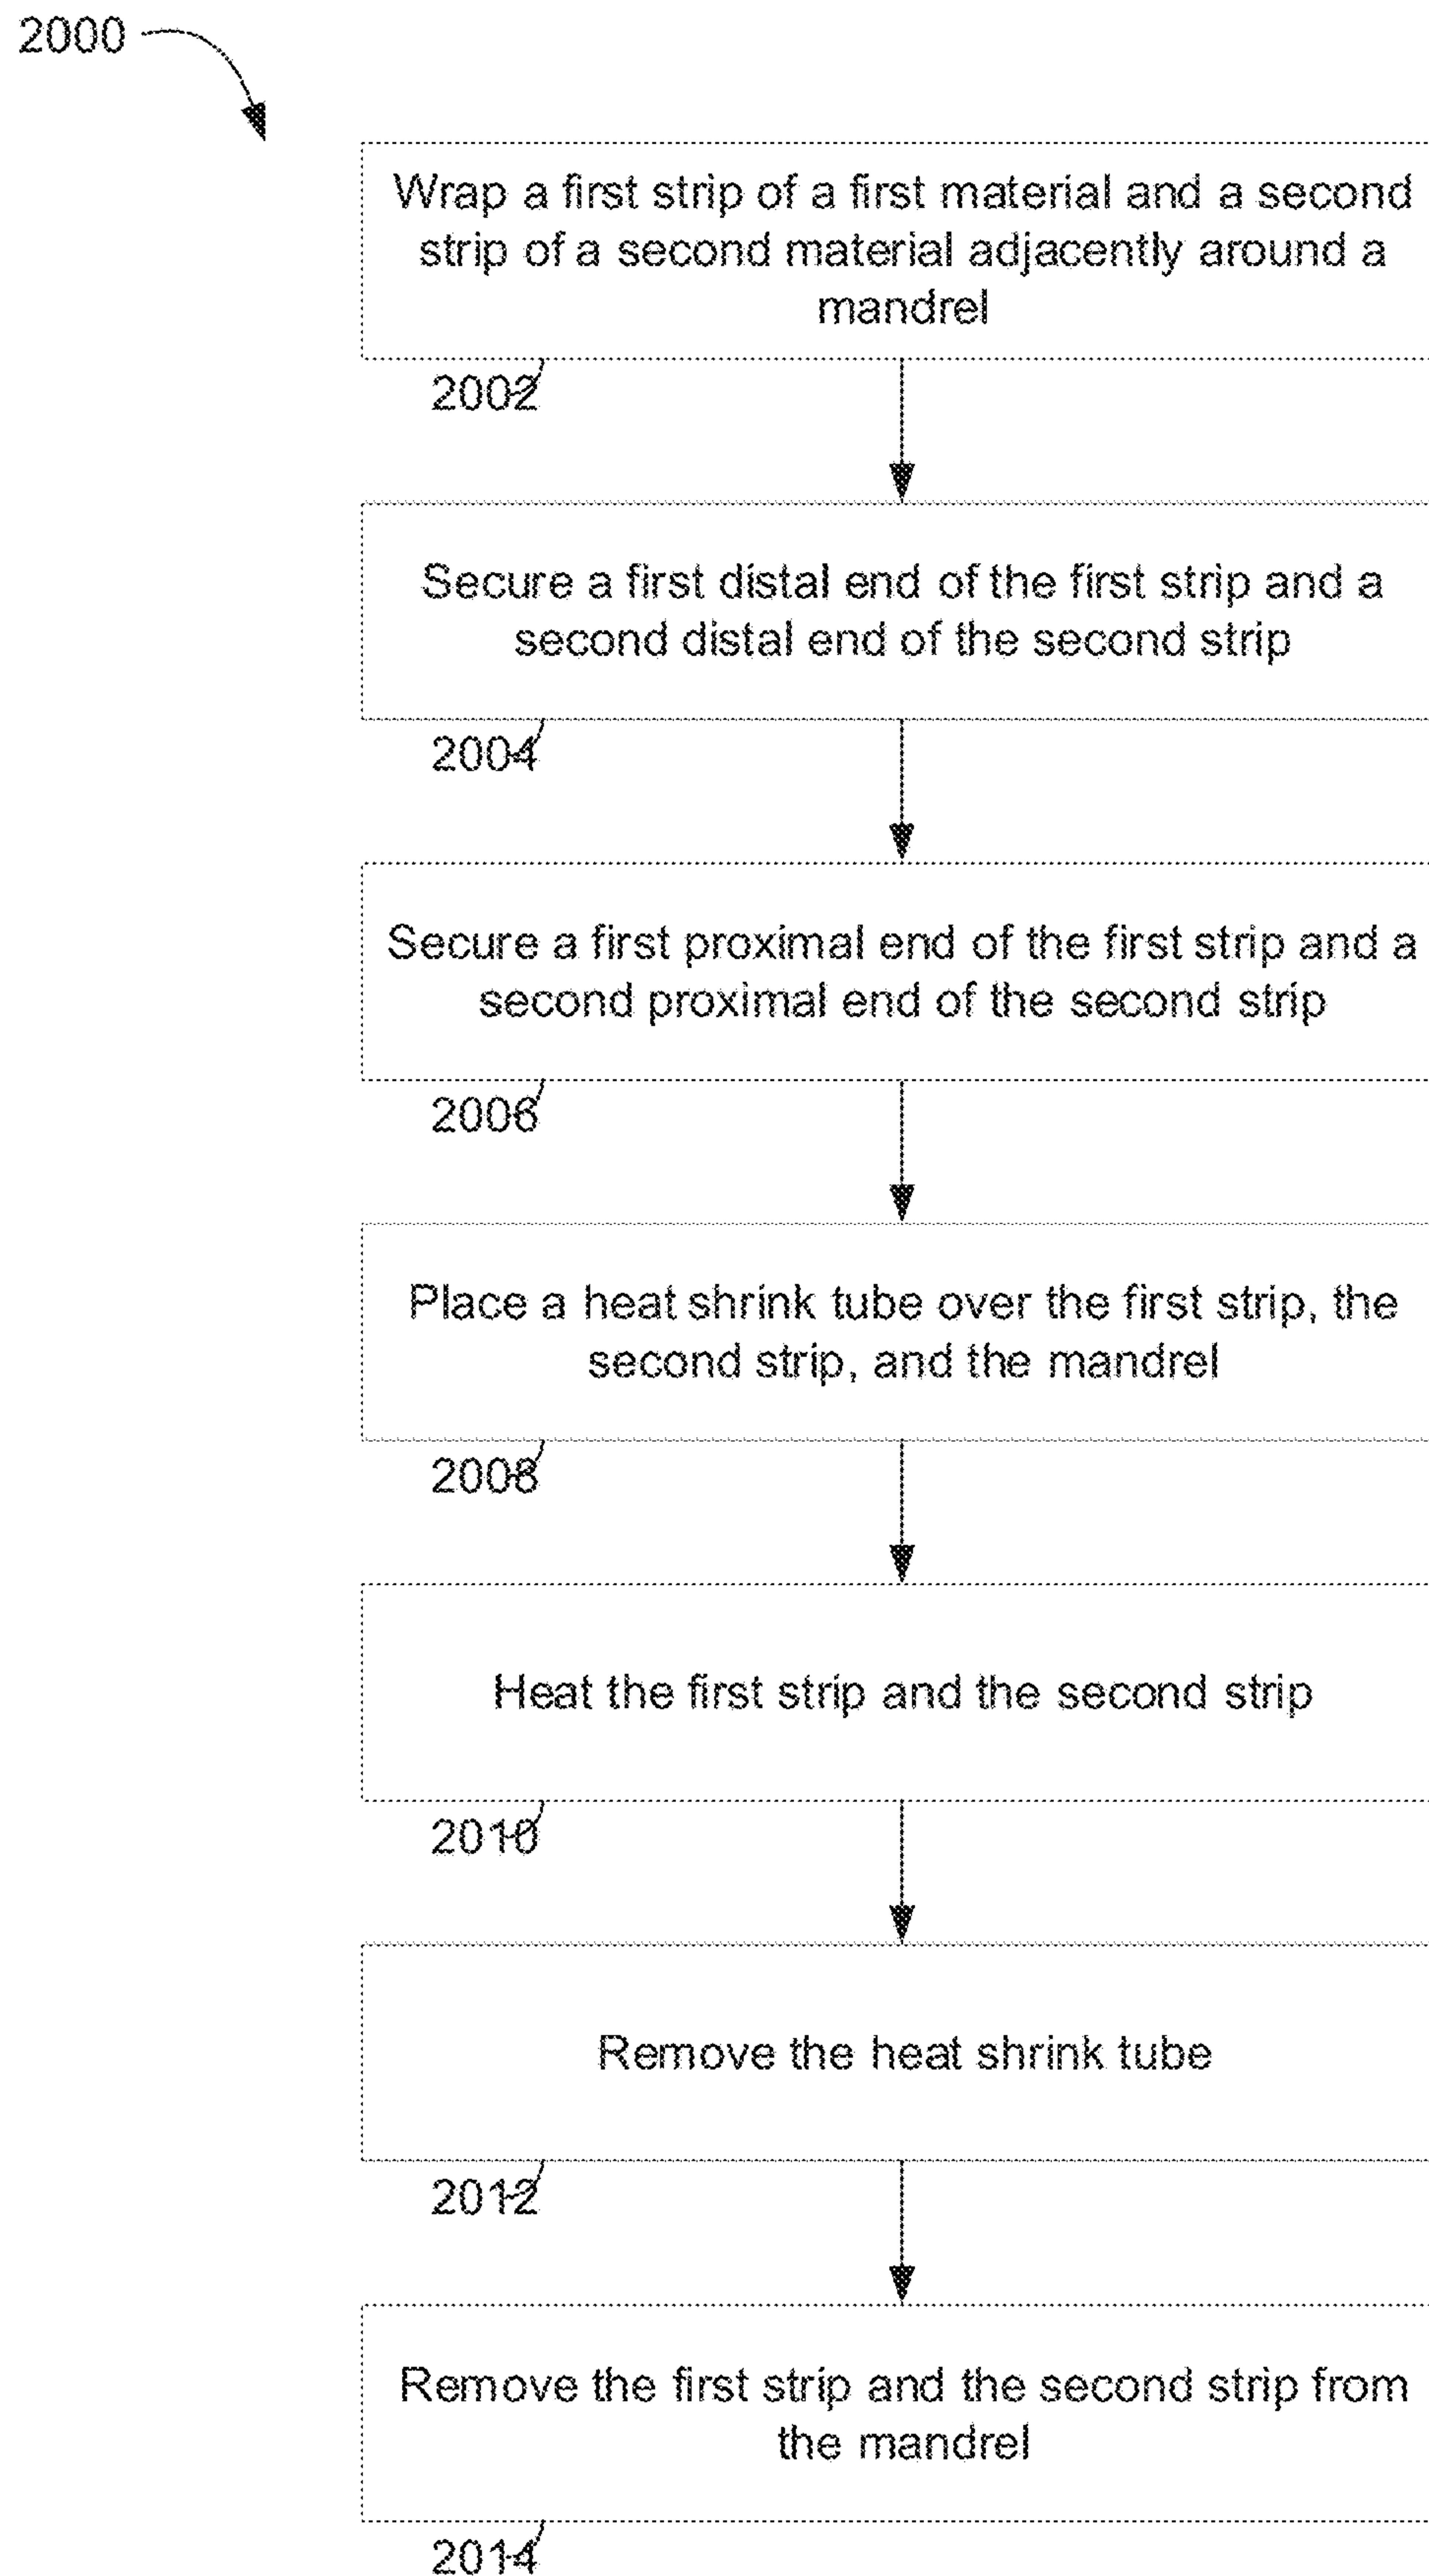 2000
Wrap a first strip of a first material and a second
strip of a second material adjacently around a
mandrel
2002
Secure a first distal end of the first strip and a
second distal end of the second strip
2004
Secure a first proximal end of the first strip and a
second proximal end of the second strip
2006
Place a heat shrink tube over the first strip, the
second strip, and the mandrel
2008
Heat the first strip and the second strip
2010
Remove the heat shrink tube
2012
Remove the first strip and the second strip from
the mandrel
2014